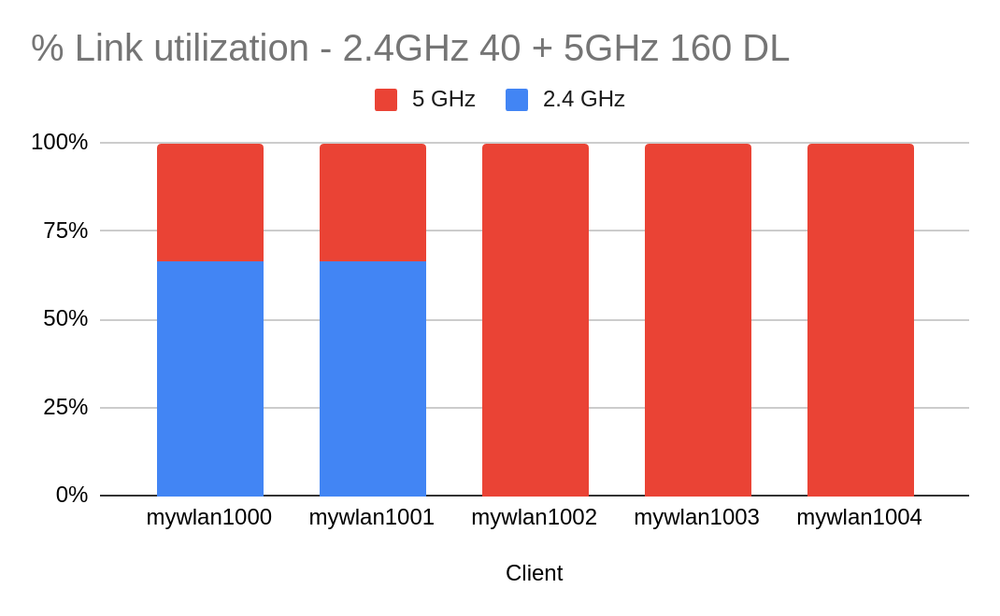 % Link utilization - 2.4GHz 40 + 5GHz 160 DL
5 GHz 2.4 GHz
100%
75%
50%
25%
0%
mywlan1000 mywlan1001 mywlan1002 mywlan1003 mywlan1004
Client